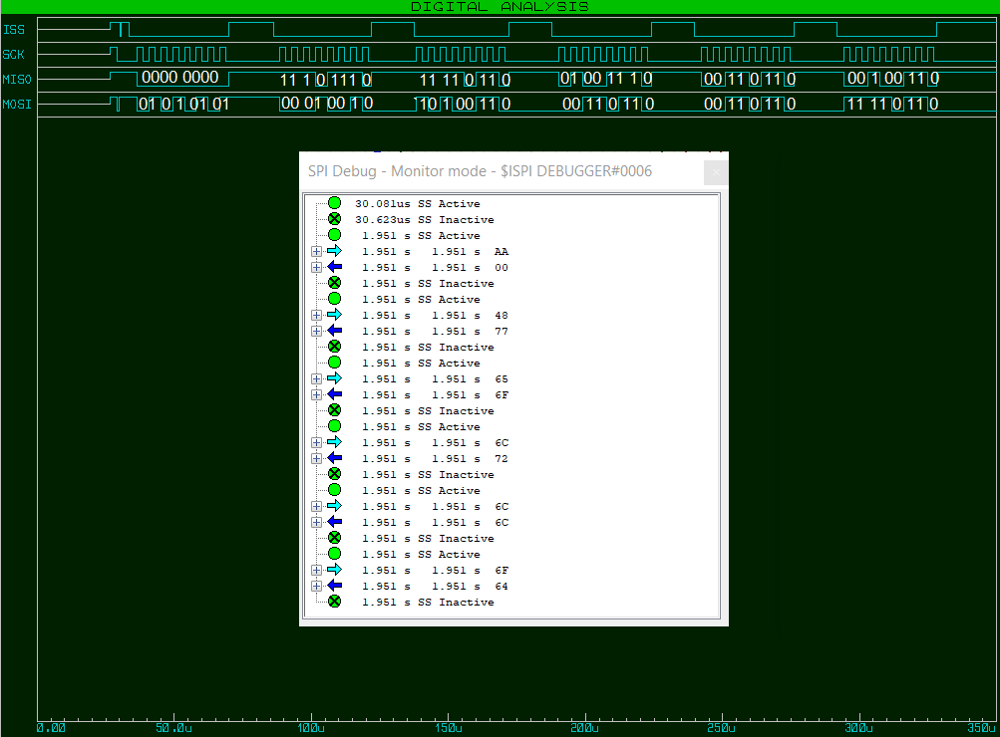 DIGITAL ANALYSIS
ISS
SCK
MISO 0000 0000 11 1 0 111 0 11 11 0 11 0 01 00 11 1 0 00 11 0 11 0 00 1 00 11 0
MOSI 01 0 1 01 01 00 01 00 1 0 1 0 1 00 11 0 00 11 0 11 0 00 11 0 11 0 11 11 0 11 0
SPI Debug - Monitor mode - $ISPI DEBUGGER#0006
30.081us SS Active
30.623us SS Inactive
1.951 s SS Active
1.951 s 1.951 s AA
1.951 s 1.951 s 00
1.951 s SS Inactive
1.951 s SS Active
1.951 s 1.951 s 48
1.951 s 1.951 s 77
1.951 s SS Inactive
1.951 s SS Active
1.951 s 1.951 s 65
1.951 s 1.951 s 6F
1.951 s SS Inactive
1.951 s SS Active
1.951 s 1.951 s 6C
1.951 s 1.951 s 72
1.951 s SS Inactive
1.951 s SS Active
1.951 s 1.951 s 6C
1.951 s 1.951 s 6C
1.951 s SS Inactive
1.951 s SS Active
1.951 s 1.951 s 6F
1.951 s 1.951 s 64
1.951 s SS Inactive
0.00 50.0u 100u 150u 200u 250u 300u 350u